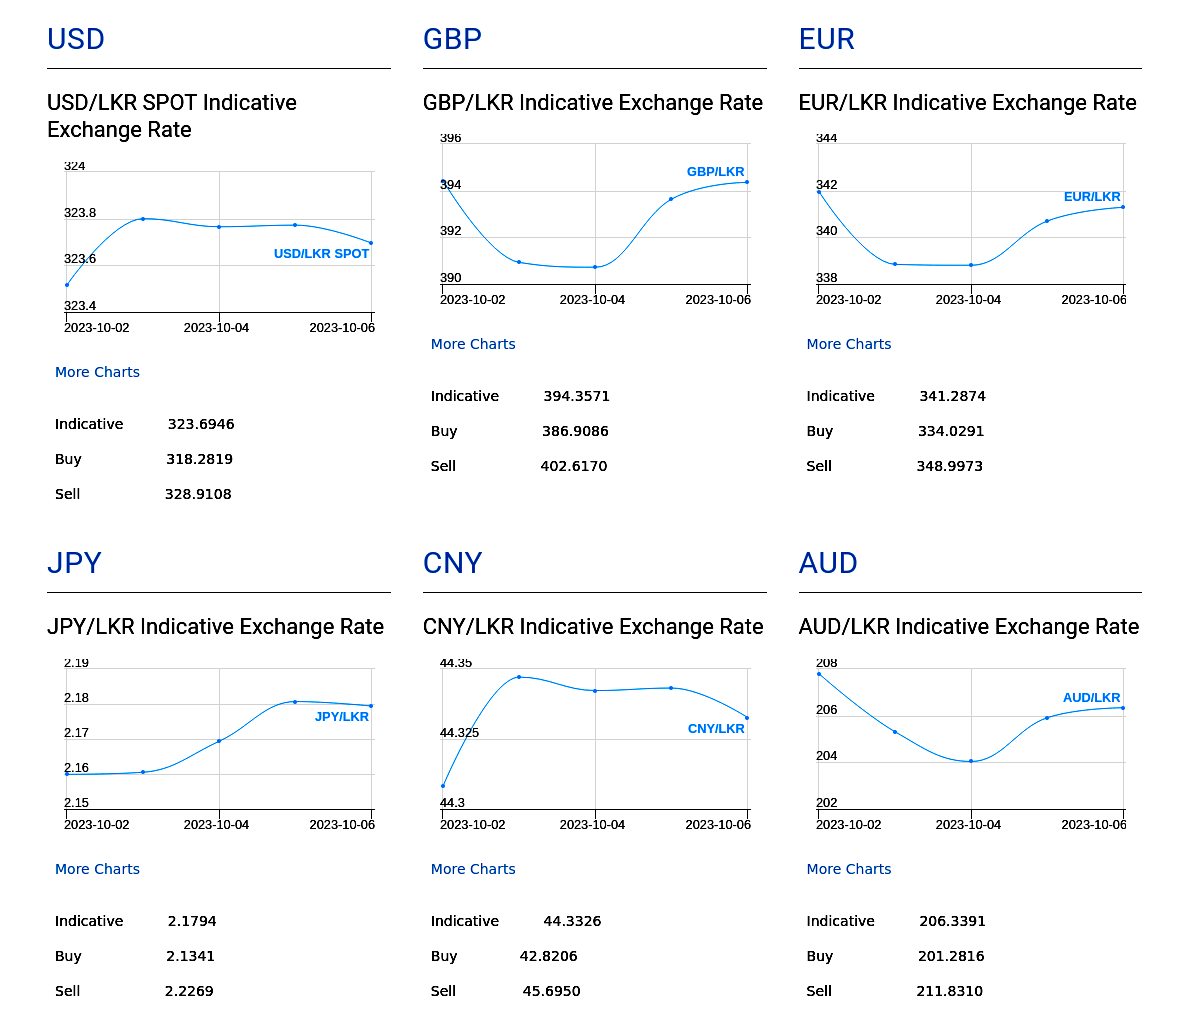 USD
USD/LKR SPOT Indicative
Exchange Rate
324
323.8
323.6
323.4
USD/LKR SPOT
2023-10-02 2023-10-04 2023-10-06
More Charts
Indicative 323.6946
Buy 318.2819
Sell 328.9108
GBP
GBP/LKR Indicative Exchange Rate
396
394
392
390
GBP/LKR
2023-10-02 2023-10-04 2023-10-06
More Charts
Indicative 394.3571
Buy 386.9086
Sell 402.6170
EUR
EUR/LKR Indicative Exchange Rate
344
342
340
338
EUR/LKR
2023-10-02 2023-10-04 2023-10-06
More Charts
Indicative 341.2874
Buy 334.0291
Sell 348.9973
JPY
JPY/LKR Indicative Exchange Rate
2.19
2.18
2.17
2.16
2.15
JPY/LKR
2023-10-02 2023-10-04 2023-10-06
More Charts
Indicative 2.1794
Buy 2.1341
Sell 2.2269
CNY
CNY/LKR Indicative Exchange Rate
44.35
44.325
44.3
CNY/LKR
2023-10-02 2023-10-04 2023-10-06
More Charts
Indicative 44.3326
Buy 42.8206
Sell 45.6950
AUD
AUD/LKR Indicative Exchange Rate
208
206
204
202
AUD/LKR
2023-10-02 2023-10-04 2023-10-06
More Charts
Indicative 206.3391
Buy 201.2816
Sell 211.8310